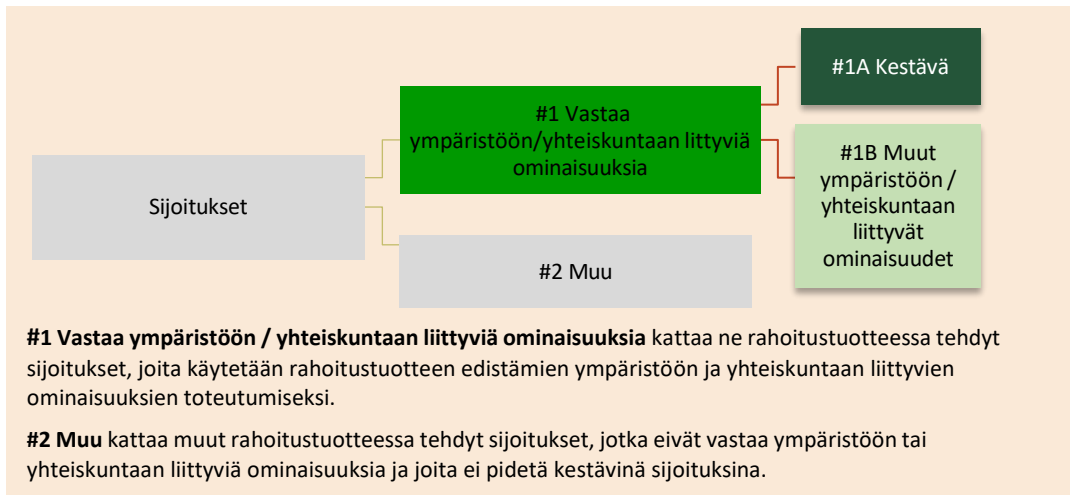 #1A Kestävä
#1 Vastaa
ympäristöön/yhteiskuntaan littyviä
ominaisuuksia
#1B Muut
ympäristöön /
yhteiskuntaan
liittyvät
ominaisuudet
Sijoitukset
#2 Muu
#1 Vastaa ympäristöön / yhteiskuntaan liittyviä ominaisuuksia kattaa ne rahoitustuotteessa tehdyt
sijoitukset, joita käytetään rahoitustuotteen edistämien ympäristöön ja yhteiskuntaan liittyvien
ominaisuuksien toteutumiseksi.
#2 Muu kattaa muut rahoitustuotteessa tehdyt sijoitukset, jotka eivät vastaa ympäristöön tai
yhteiskuntaan liittyviä ominaisuuksia ja joita ei pidetä kestävinä sijoituksina.